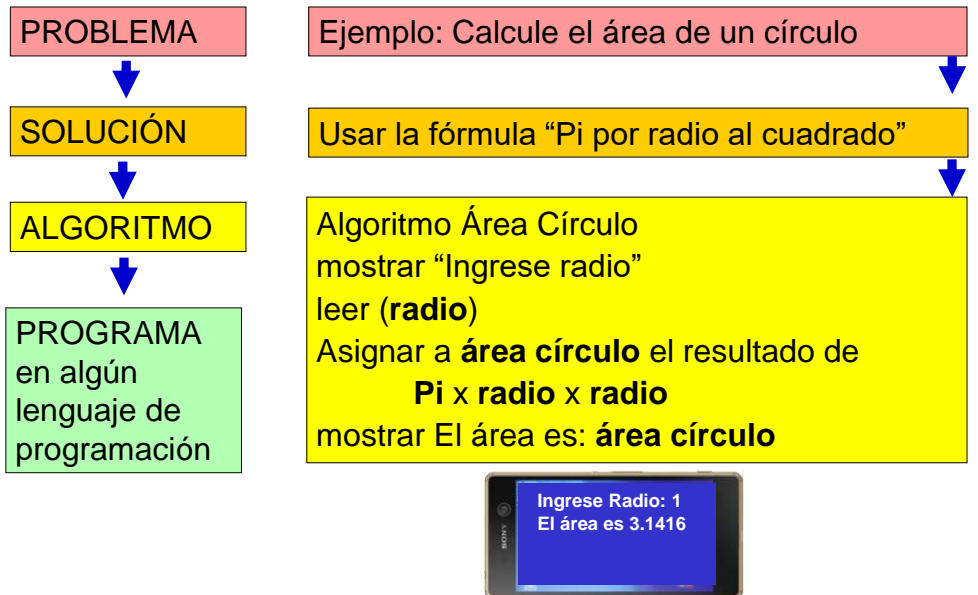 PROBLEMA
Ejemplo: Calcule el área de un círculo
SOLUCIÓN
Usar la fórmula “Pi por radio al cuadrado”
ALGORITMO
Algoritmo Área Círculo
mostrar “Ingrese radio”
leer (radio)
Asignar a área círculo el resultado de
Pi x radio x radio
mostrar El área es: área círculo
PROGRAMA
en algún
lenguaje de
programación
Ingrese Radio: 1
El área es 3.1416
SONY